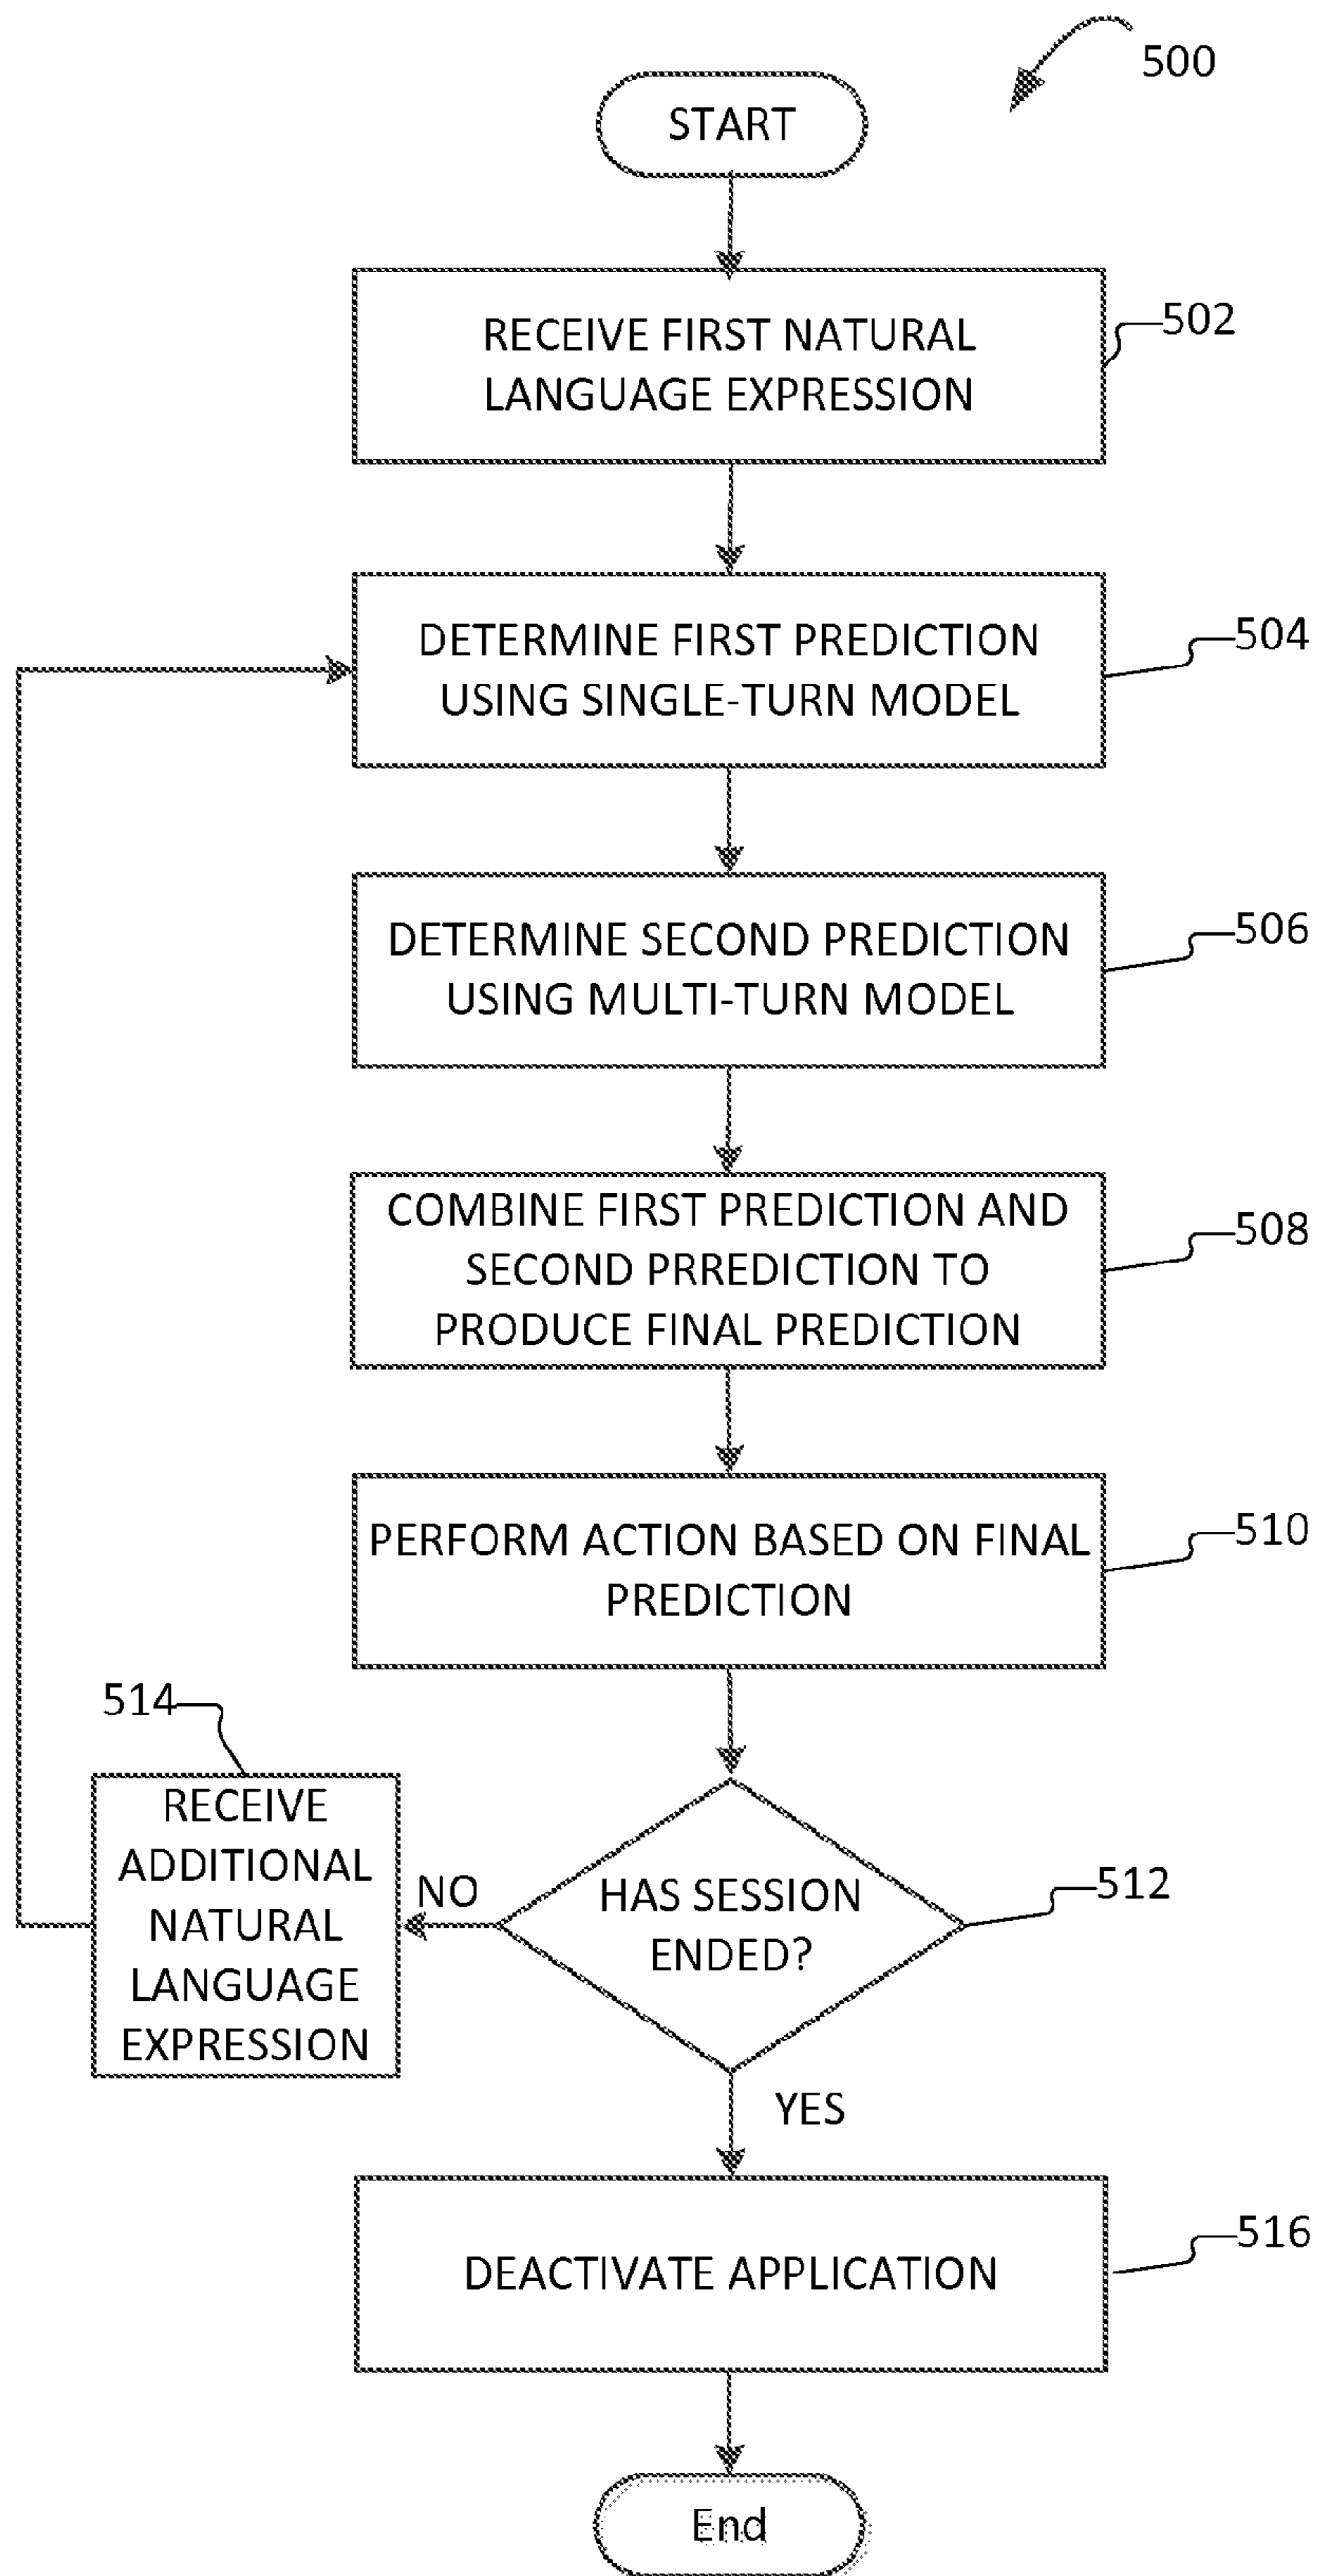 500
START
RECEIVE FIRST NATURAL
LANGUAGE EXPRESSION
502
DETERMINE FIRST PREDICTION
USING SINGLE-TURN MODEL
504
DETERMINE SECOND PREDICTION
USING MULTI-TURN MODEL
506
COMBINE FIRST PREDICTION AND
SECOND PRREDICTION TO
PRODUCE FINAL PREDICTION
508
PERFORM ACTION BASED ON FINAL
PREDICTION
510
514
RECEIVE
ADDITIONAL
NATURAL
LANGUAGE
EXPRESSION
NO
HAS SESSION
ENDED?
512
YES
DEACTIVATE APPLICATION
516
End